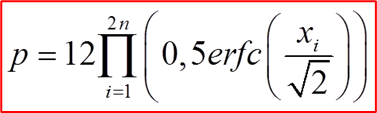 p = 12 ∏_{i=1}^{2n} ( 0,5erfc ( x_i / √2 ) )